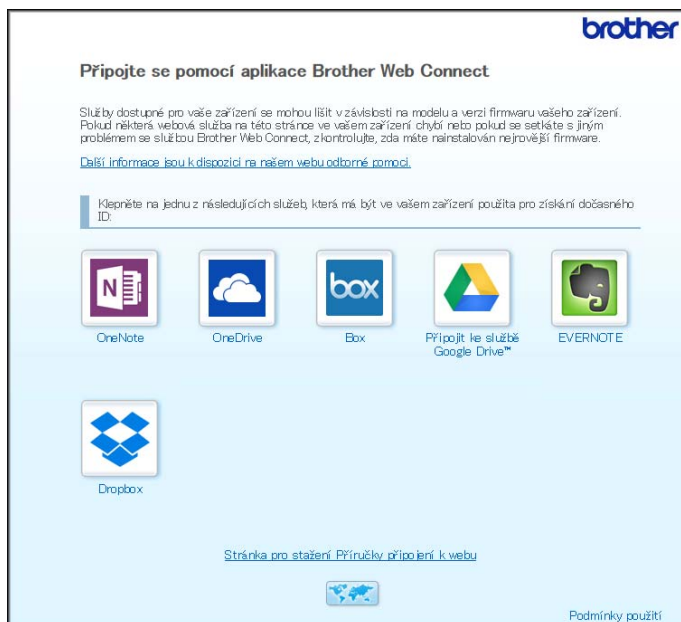 brother
Připojte se pomocí aplikace Brother Web Connect
Služby dostupné pro vaše zařízení se mohou lišit v závislosti na modelu a verzi firmwaru vašeho zařízení.
Pokud některá webová služba na této stránce ve vašem zařízení chybí nebo pokud se setkáte s jiným
problémem se službou Brother Web Connect, zkontrolujte, zda máte nainstalován nejnovější firmware.
Další informace jsou k dispozici na našem webu odborné pomoci.
Klepněte na jednu z následujících služeb, která má být ve vašem zařízení použita pro získání dočasného
ID:
N
box
OneNote
OneDrive
Box
Připojit ke službě
Google Drive™
EVERNOTE
Dropbox
Stránka pro stažení Příručky připojení k webu
Podmínky použití